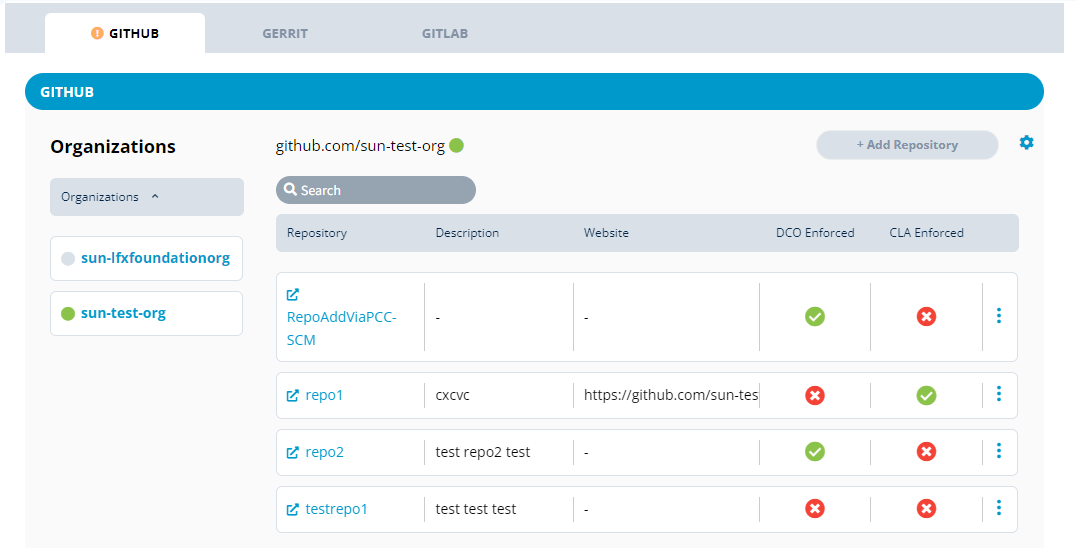 GITHUB GERRIT GITLAB
GITHUB
Organizations
github.com/sun-test-org
+ Add Repository
Organizations
Search
Repository Description Website DCO Enforced CLA Enforced
sun-lfxfoundationorg
sun-test-org
RepoAddViaPCC-
SCM
- -
repo1 cxcvc https://github.com/sun-tes
repo2 test repo2 test -
testrepo1 test test test -